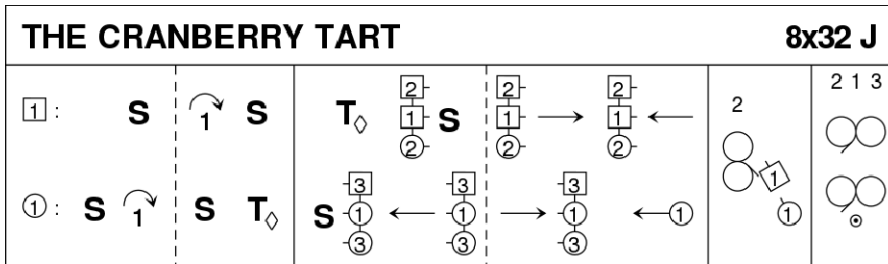 THE CRANBERRY TART 8x32 J
1 : S 1 S T 2 1 2 S 2 1 2 2 1 2 2 2 1 3
1 : S 1 S T S 3 1 3 3 1 3 3 1 3 1 1 1